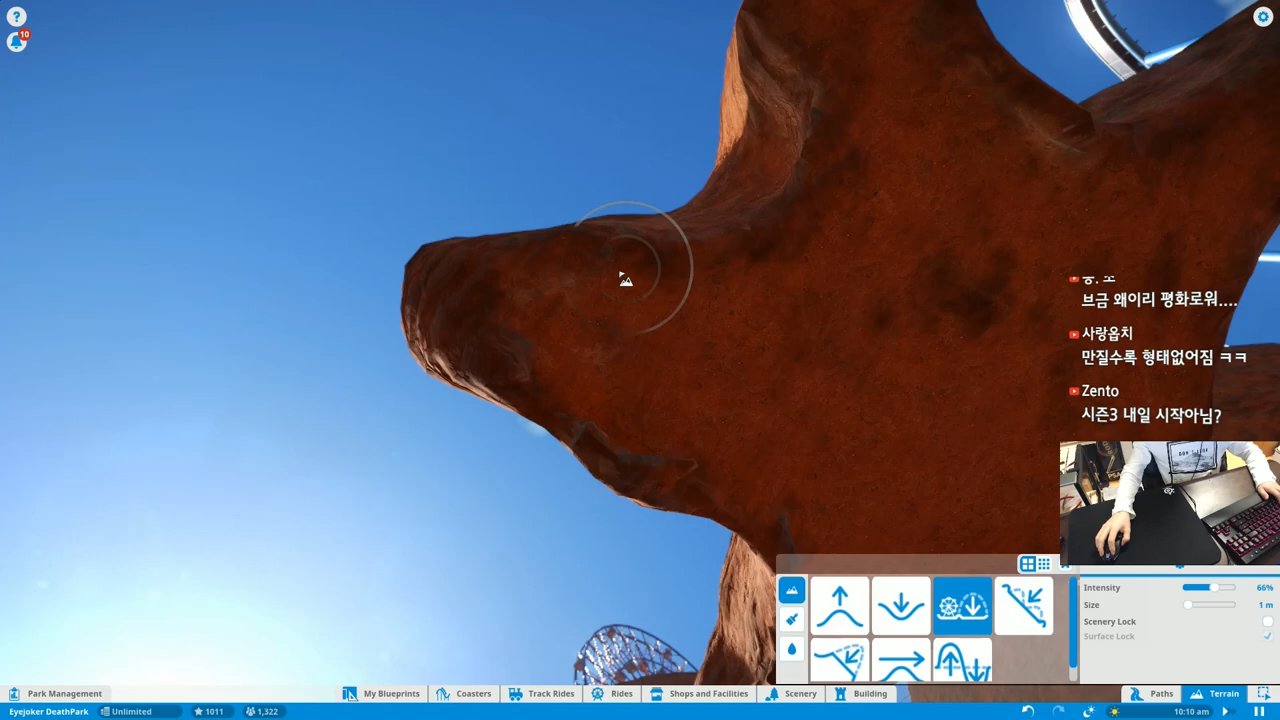 ?
10
브금 왜이리 평화로워....
사랑옵치
만질수록 형태없어짐 ㅋㅋ
Zento
시즌3 내일 시작아님?
Intensity 66%
Size 1 m
Scenery Lock
Surface Lock
Park Management
My Blueprints
Coasters
Track Rides
Rides
Shops and Facilities
Scenery
Building
Paths
Terrain
Eyejoker DeathPark
Unlimited
1011
1,322
10:10 am